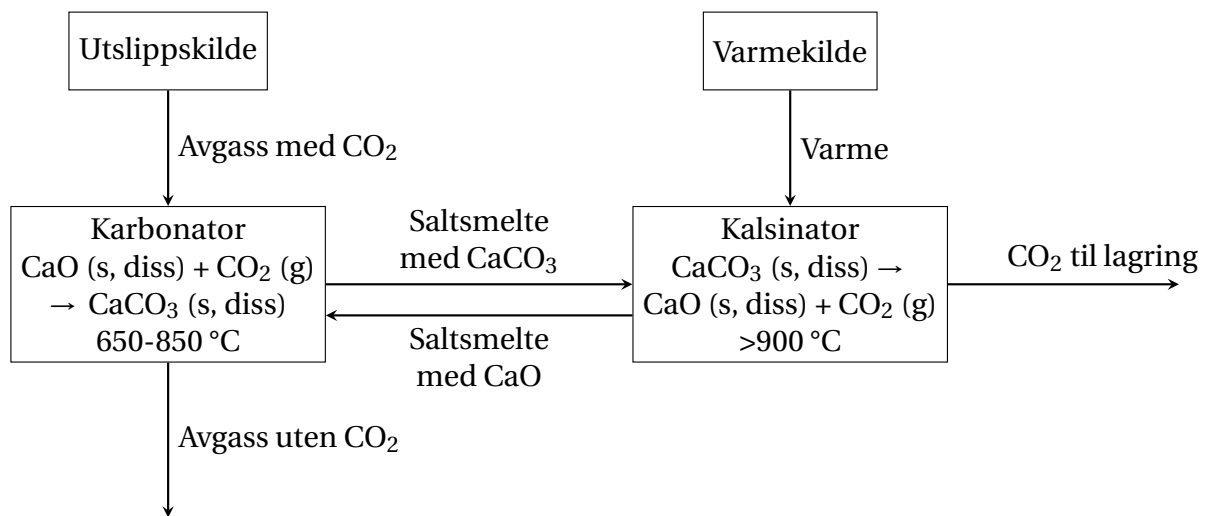 Utslippskilde
Varmekilde
Avgass med CO₂
Varme
Karbonator
CaO (s, diss) + CO₂ (g)
→ CaCO₃ (s, diss)
650-850 °C
Saltsmelte
med CaCO₃
Saltsmelte
med CaO
Kalsinator
CaCO₃ (s, diss) →
CaO (s, diss) + CO₂ (g)
>900 °C
CO₂ til lagring
Avgass uten CO₂